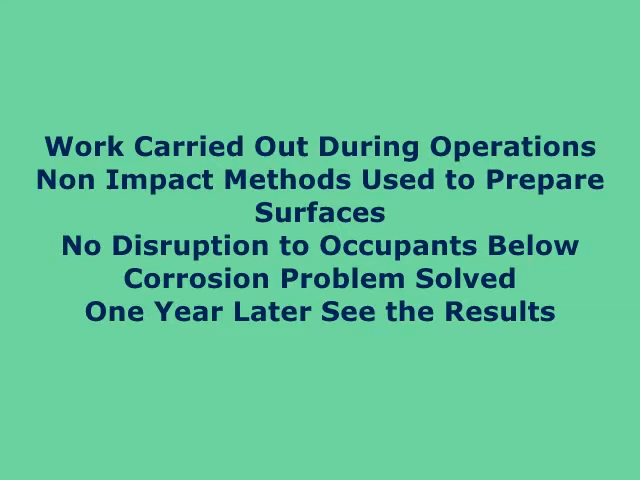 Work Carried Out During Operations
Non Impact Methods Used to Prepare
Surfaces
No Disruption to Occupants Below
Corrosion Problem Solved
One Year Later See the Results